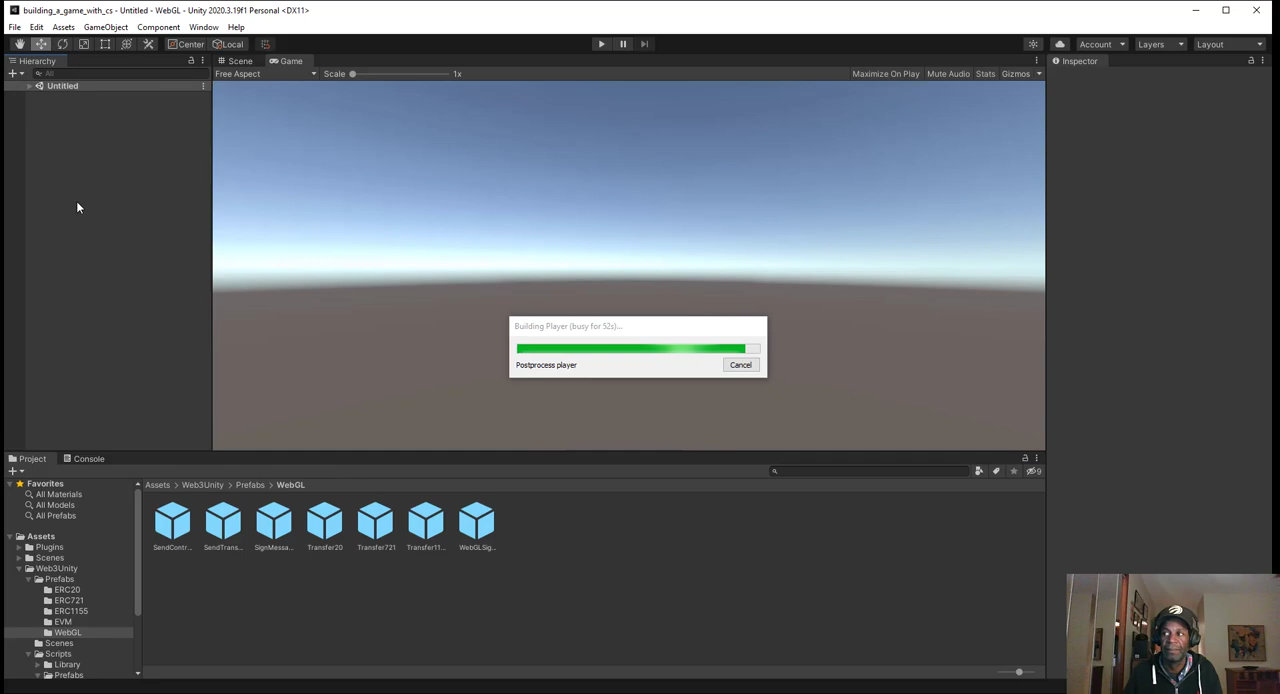 building_a_game_with_cs - Untitled - WebGL - Unity 2020.3.19f1 Personal <DX11>
File Edit Assets GameObject Component Window Help
Center Local Account Layers Layout
Hierarchy Scene Game Inspector
All Free Aspect Scale 1x Maximize On Play Mute Audio Stats Gizmos
Untitled
Building Player (busy for 52s)...
Postprocess player Cancel
Project Console
9
Favorites Assets > Web3Unity > Prefabs > WebGL
All Materials
All Models
All Prefabs
Assets
Plugins SendContr... SendTrans... SignMessa... Transfer20 Transfer721 Transfer11... WebGLSig...
Scenes
Web3Unity
Prefabs
ERC20
ERC721
ERC1155
EVM
WebGL
Scenes
Scripts
Library
Prefabs